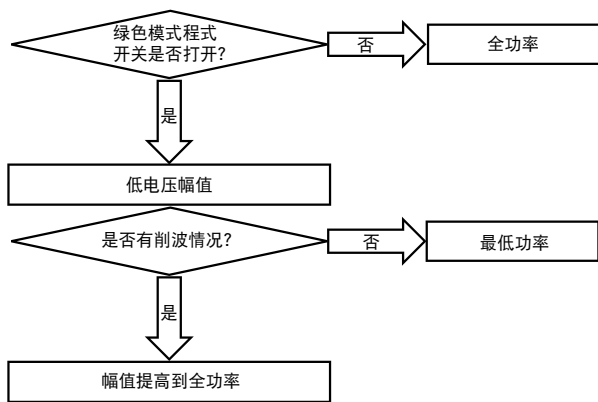 绿色模式程式
开关是否打开?
否
全功率
是
低电压幅值
是否有削波情况?
否
最低功率
是
幅值提高到全功率